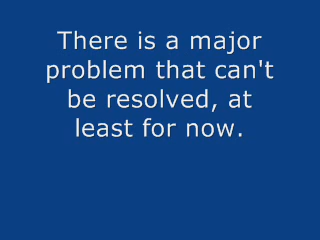 There is a major
problem that can't
be resolved, at
least for now.